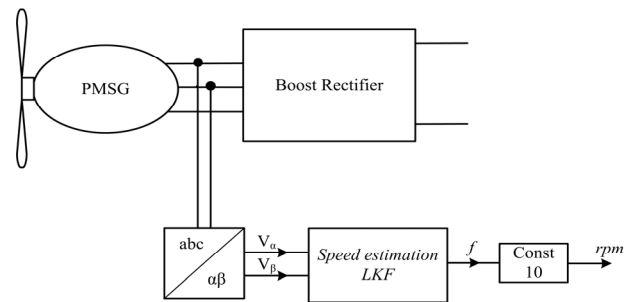 PMSG
Boost Rectifier
abc
αβ
Vα
Vβ
Speed estimation
LKF
f
Const
10
rpm